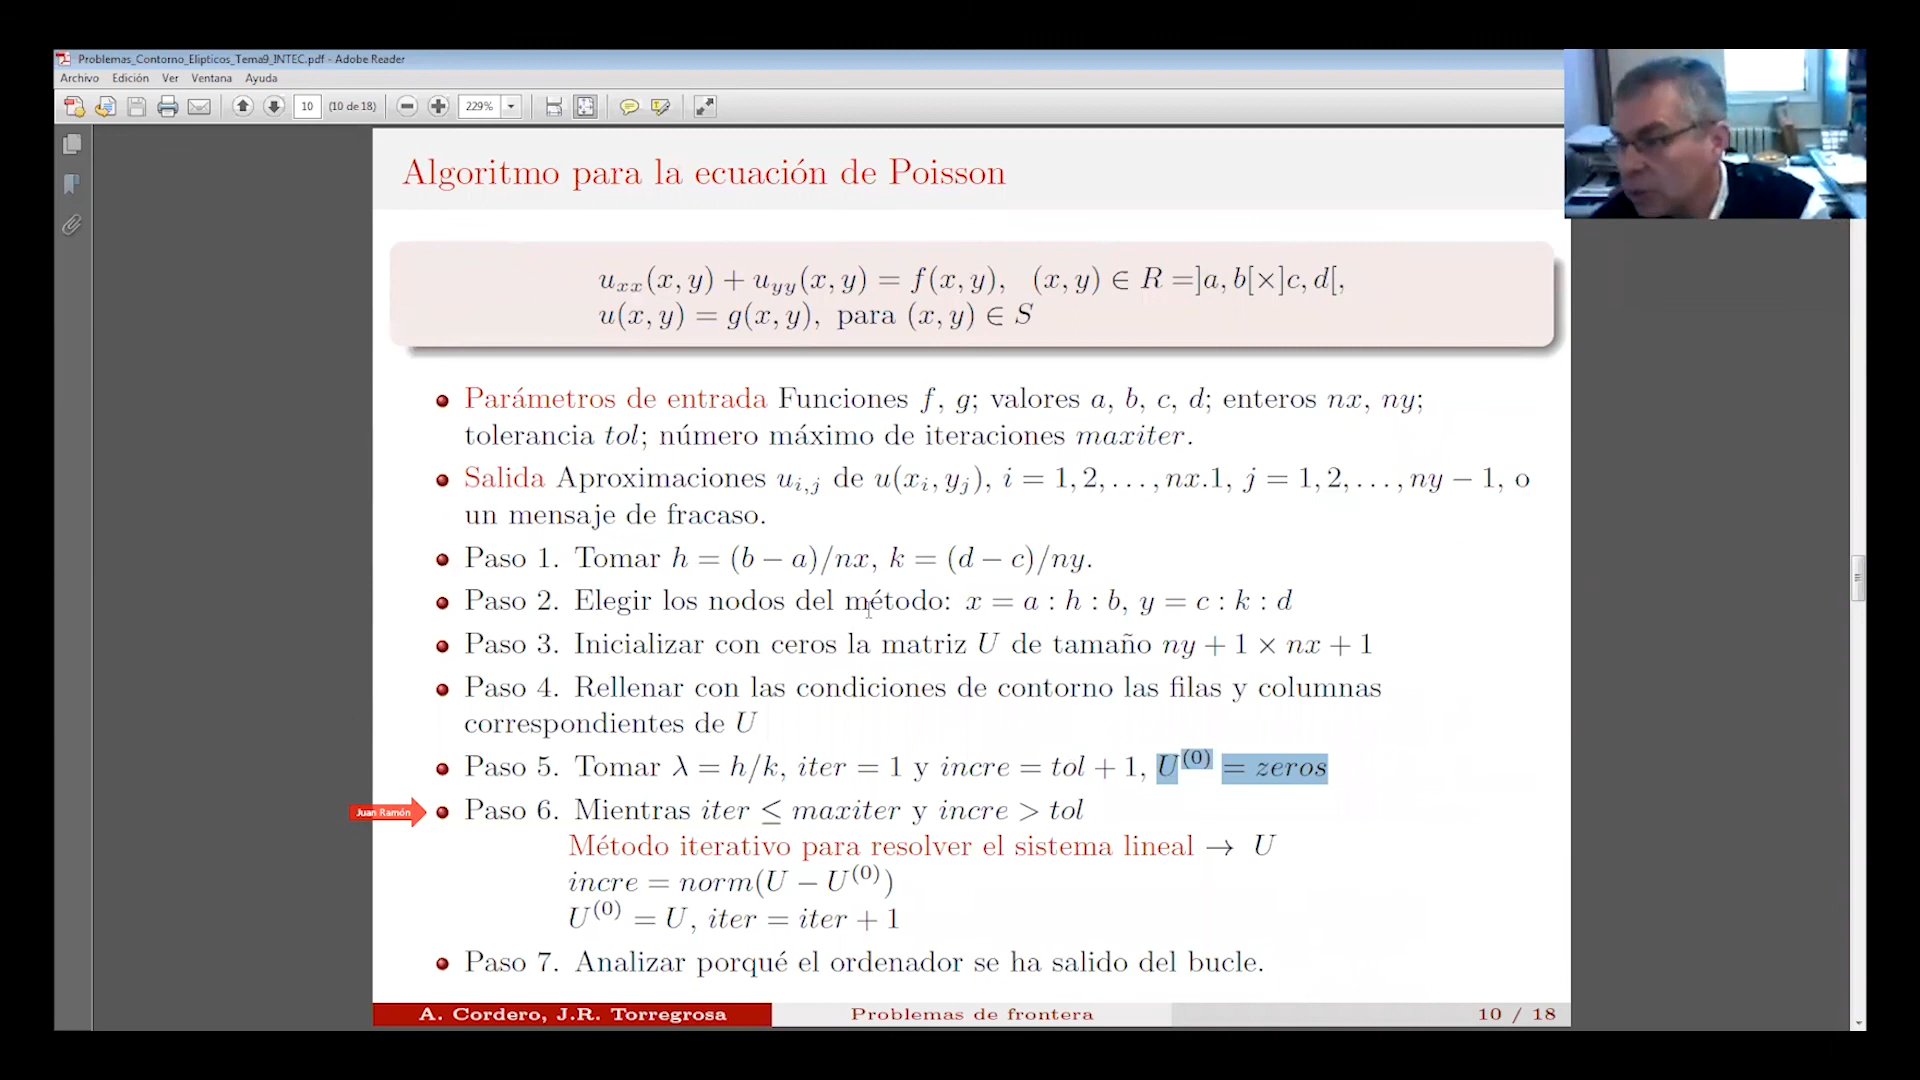 Problemas_Contorno_Elipticos_Tema9_INTEC.pdf - Adobe Reader
Archivo Edición Ver Ventana Ayuda
10 (10 de 18) 229%
Algoritmo para la ecuación de Poisson
u_{xx}(x, y) + u_{yy}(x, y) = f(x, y), (x, y) ∈ R =]a, b[×]c, d[,
u(x, y) = g(x, y), para (x, y) ∈ S
Parámetros de entrada Funciones f, g; valores a, b, c, d; enteros nx, ny;
tolerancia tol; número máximo de iteraciones maxiter.
Salida Aproximaciones u_{i,j} de u(x_i, y_j), i = 1, 2, . . . , nx.1, j = 1, 2, . . . , ny − 1, o
un mensaje de fracaso.
Paso 1. Tomar h = (b − a)/nx, k = (d − c)/ny.
Paso 2. Elegir los nodos del método: x = a : h : b, y = c : k : d
Paso 3. Inicializar con ceros la matriz U de tamaño ny + 1 × nx + 1
Paso 4. Rellenar con las condiciones de contorno las filas y columnas
correspondientes de U
Paso 5. Tomar λ = h/k, iter = 1 y incre = tol + 1, U^{(0)} = zeros
Juan Ramón
Paso 6. Mientras iter ≤ maxiter y incre > tol
Método iterativo para resolver el sistema lineal → U
incre = norm(U − U^{(0)})
U^{(0)} = U, iter = iter + 1
Paso 7. Analizar porqué el ordenador se ha salido del bucle.
A. Cordero, J.R. Torregrosa Problemas de frontera 10 / 18